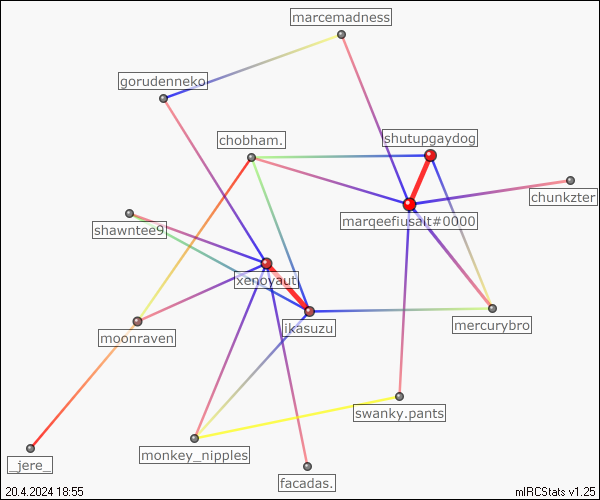 marcemadness
gorudenneko
chobham.
shutupgaydog
chunkzter
marqeefiusalt#0000
shawntee9
xenoyaut
ikasuzu
mercurybro
moonraven
swanky.pants
monkey_nipples
_jere_
facadas.
20.4.2024 18:55
mIRCStats v1.25